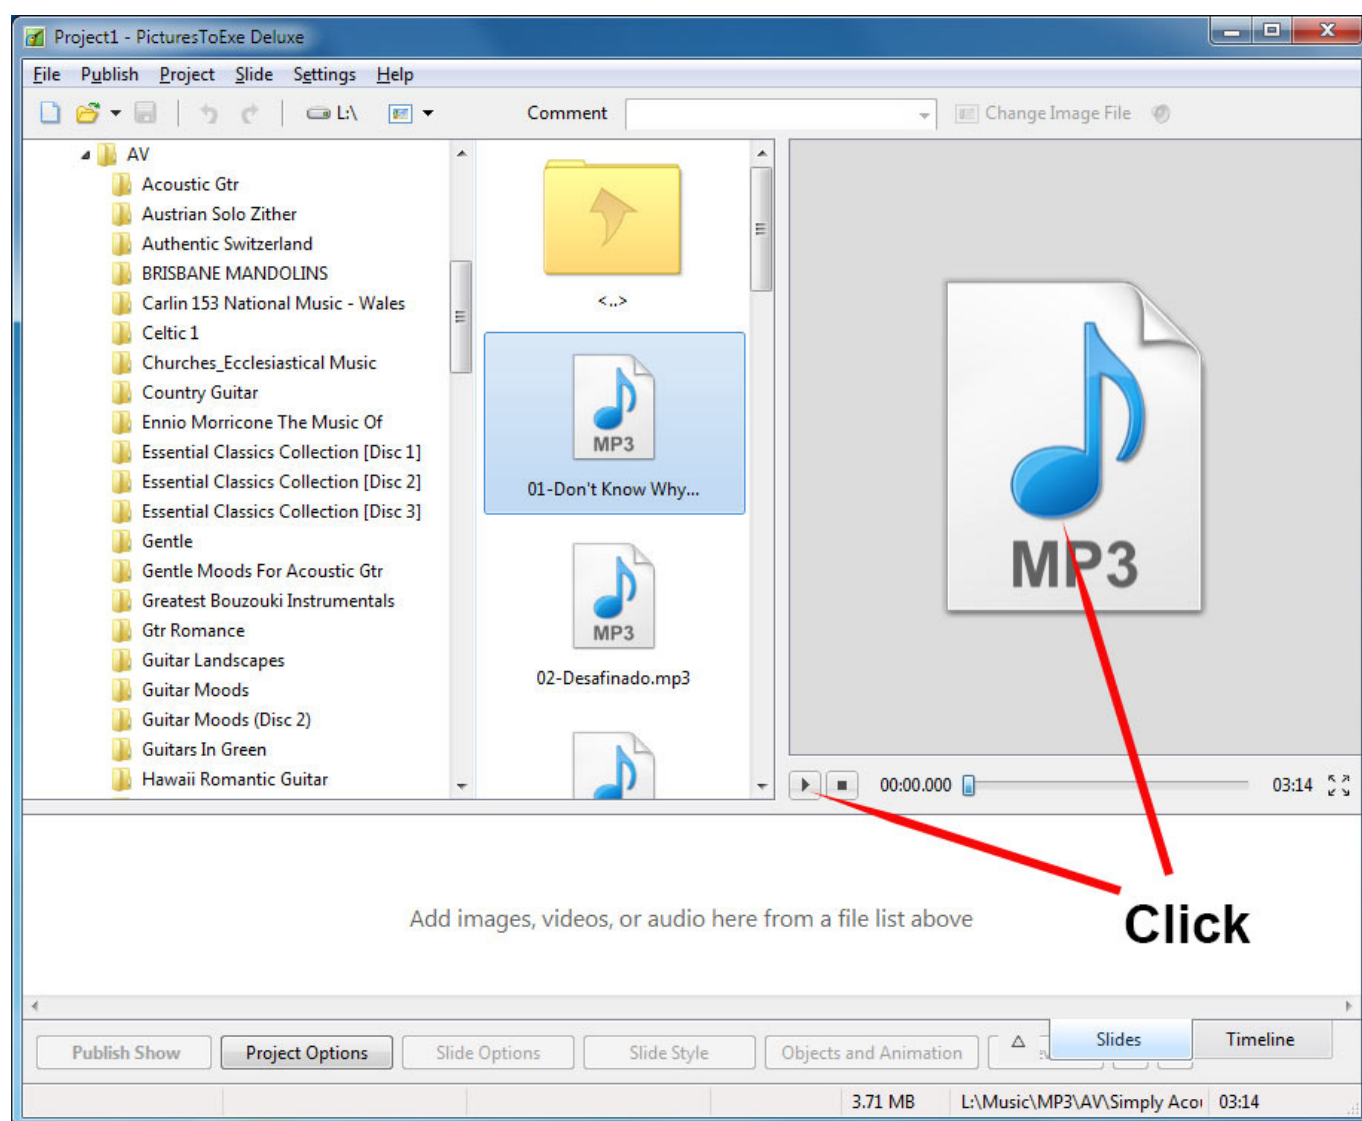 Project1 - PicturesToExe Deluxe
File Publish Project Slide Settings Help
L:\ Comment Change Image File
AV
Acoustic Gtr
Austrian Solo Zither
Authentic Switzerland
BRISBANE MANDOLINS
Carlin 153 National Music - Wales
Celtic 1
Churches_Ecclesiastical Music
Country Guitar
Ennio Morricone The Music Of
Essential Classics Collection [Disc 1]
Essential Classics Collection [Disc 2]
Essential Classics Collection [Disc 3]
Gentle
Gentle Moods For Acoustic Gtr
Greatest Bouzouki Instrumentals
Gtr Romance
Guitar Landscapes
Guitar Moods
Guitar Moods (Disc 2)
Guitars In Green
Hawaii Romantic Guitar
<..>
MP3
01-Don't Know Why...
MP3
02-Desafinado.mp3
MP3
00:00.000 03:14
Click
Add images, videos, or audio here from a file list above
Publish Show Project Options Slide Options Slide Style Objects and Animation Slides Timeline
3.71 MB L:\Music\MP3\AV\Simply 03:14